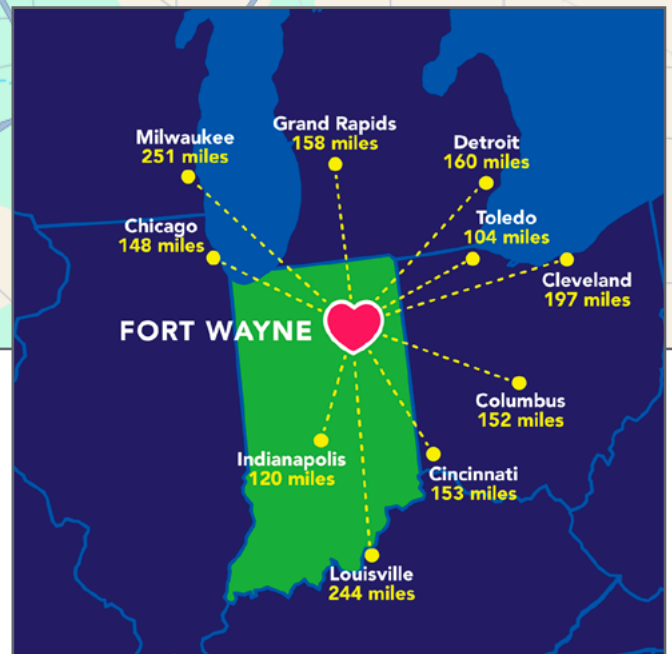 Grand Rapids
158 miles
Milwaukee
251 miles
Detroit
160 miles
Toledo
104 miles
Chicago
148 miles
Cleveland
197 miles
FORT WAYNE
Columbus
152 miles
Indianapolis
120 miles
Cincinnati
153 miles
Louisville
244 miles